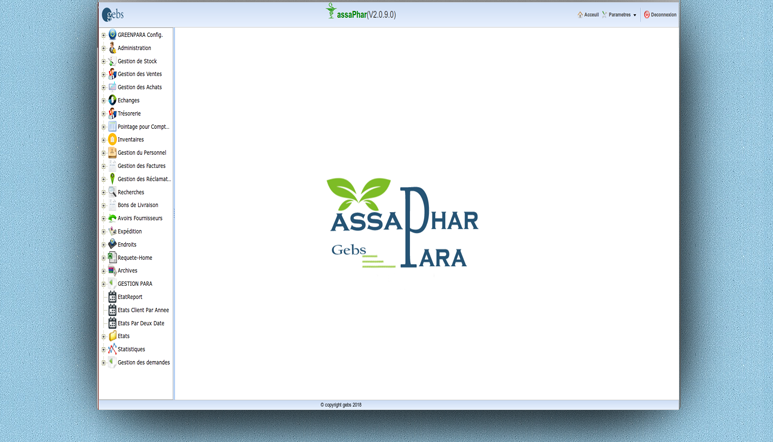 gebs
assaPhar(V2.0.9.0)
Acceuil
Parametres
Deconnexion
GREENPARA Config.
Administration
Gestion de Stock
Gestion des Ventes
Gestion des Achats
Echanges
Trésorerie
Pointage pour Compt...
Inventaires
Gestion du Personnel
Gestion des Factures
Gestion des Réclamat...
Recherches
Bons de Livraison
Avoirs Fournisseurs
Expédition
Endroits
Requete-Home
Archives
GESTION PARA
EtatReport
Etats Client Par Annee
Etats Par Deux Date
Etats
Statistiques
Gestion des demandes
ASSAPHAR
Gebs
PARA
© copyright gebs 2018